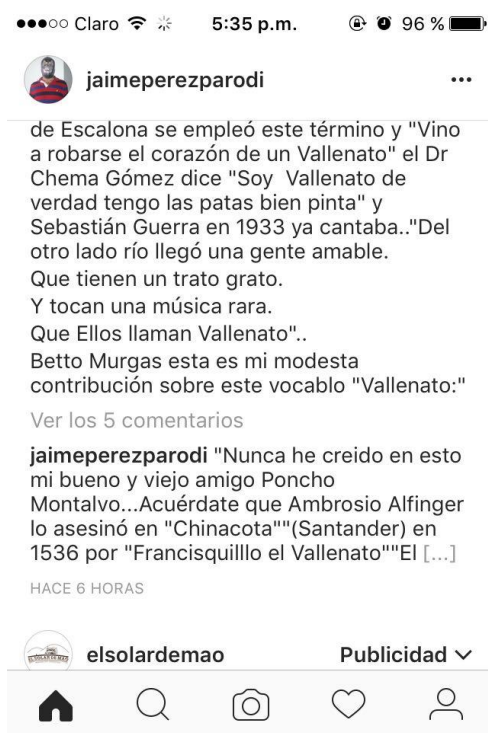 Claro 5:35 p.m. 96 %
jaimeperezparodi
de Escalona se empleó este término y "Vino
a robarse el corazón de un Vallenato" el Dr
Chema Gómez dice "Soy  Vallenato de
verdad tengo las patas bien pinta" y
Sebastián Guerra en 1933 ya cantaba.."Del
otro lado río llegó una gente amable.
Que tienen un trato grato.
Y tocan una música rara.
Que Ellos llaman Vallenato"..
Betto Murgas esta es mi modesta
contribución sobre este vocablo "Vallenato:"
Ver los 5 comentarios
jaimeperezparodi "Nunca he creido en esto
mi bueno y viejo amigo Poncho
Montalvo...Acuérdate que Ambrosio Alfinger
lo asesinó en "Chinacota""(Santander) en
1536 por "Francisquilllo el Vallenato""El [...]
HACE 6 HORAS
elsolardemao Publicidad